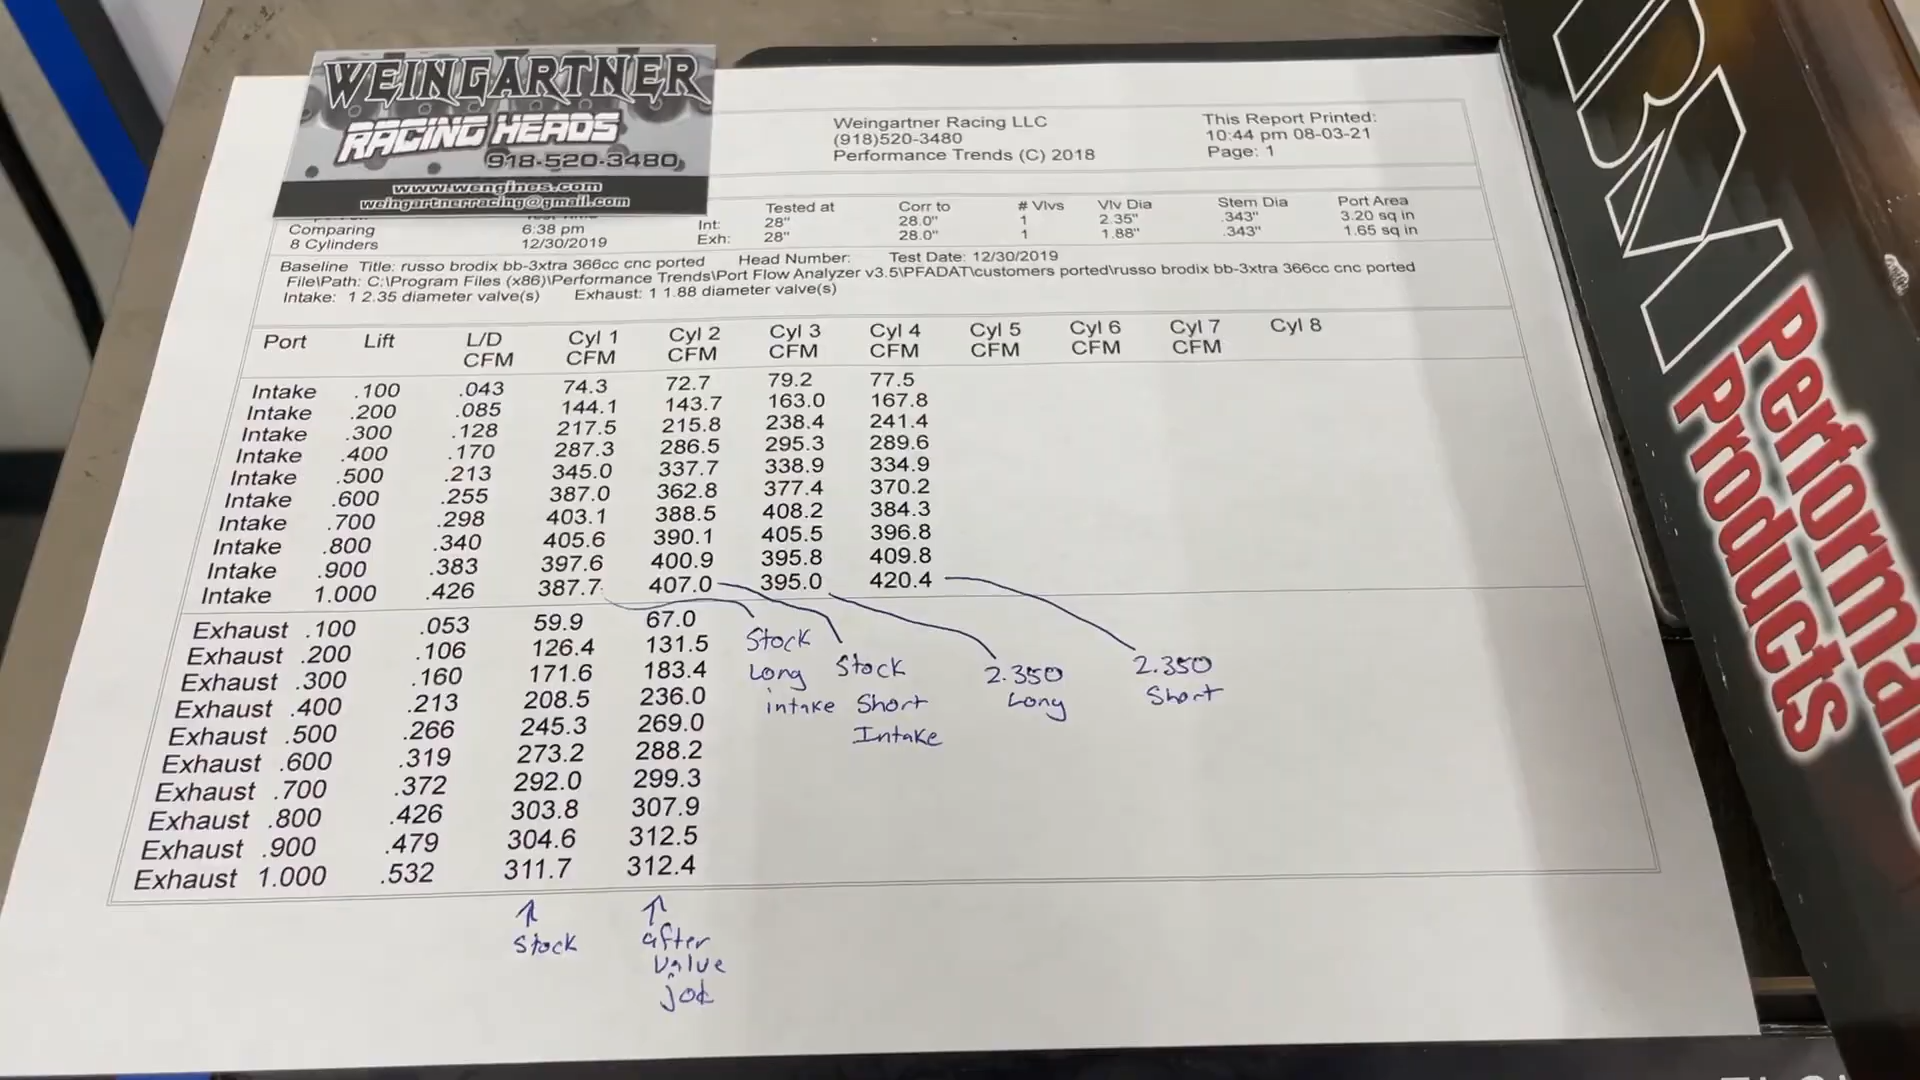 WEINGARTNER
RACING HEADS
918-520-3480
www.wengines.com
weingartnerracing@gmail.com
Weingartner Racing LLC
(918)520-3480
Performance Trends (C) 2018
This Report Printed:
10:44 pm 08-03-21
Page: 1
Comparing 6:38 pm
8 Cylinders 12/30/2019
Tested at Corr to # Vlvs Vlv Dia Stem Dia Port Area
Int: 28" 28.0" 1 2.35" .343" 3.20 sq in
Exh: 28" 28.0" 1 1.88" .343" 1.65 sq in
Baseline Title: russo brodix bb-3xtra 366cc cnc ported Head Number: Test Date: 12/30/2019
File\Path: C:\Program Files (x86)\Performance Trends\Port Flow Analyzer v3.5\PFADAT\customers ported\russo brodix bb-3xtra 366cc cnc ported
Intake: 1 2.35 diameter valve(s) Exhaust: 1 1.88 diameter valve(s)
Port Lift L/D Cyl 1 Cyl 2 Cyl 3 Cyl 4 Cyl 5 Cyl 6 Cyl 7 Cyl 8
CFM CFM CFM CFM CFM CFM CFM CFM
Intake .100 .043 74.3 72.7 79.2 77.5
Intake .200 .085 144.1 143.7 163.0 167.8
Intake .300 .128 217.5 215.8 238.4 241.4
Intake .400 .170 287.3 286.5 295.3 289.6
Intake .500 .213 345.0 337.7 338.9 334.9
Intake .600 .255 387.0 362.8 377.4 370.2
Intake .700 .298 403.1 388.5 408.2 384.3
Intake .800 .340 405.6 390.1 405.5 396.8
Intake .900 .383 397.6 400.9 395.8 409.8
Intake 1.000 .426 387.7 407.0 395.0 420.4
Exhaust .100 .053 59.9 67.0
Exhaust .200 .106 126.4 131.5
Exhaust .300 .160 171.6 183.4
Exhaust .400 .213 208.5 236.0
Exhaust .500 .266 245.3 269.0
Exhaust .600 .319 273.2 288.2
Exhaust .700 .372 292.0 299.3
Exhaust .800 .426 303.8 307.9
Exhaust .900 .479 304.6 312.5
Exhaust 1.000 .532 311.7 312.4
Stock
Long
intake
Stock
Short
Intake
2.350
Long
2.350
Short
Stock
after
Valve
job
Performan
Products